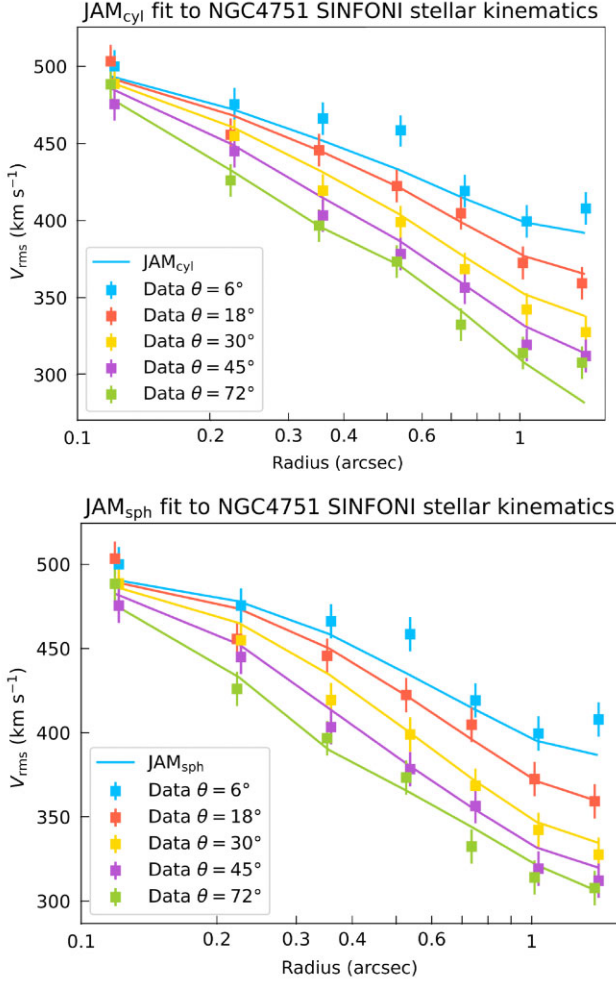 JAMcyl fit to NGC4751 SINFONI stellar kinematics
500
450
400
350
300
Vrms (km s⁻¹)
JAMcyl
Data θ = 6°
Data θ = 18°
Data θ = 30°
Data θ = 45°
Data θ = 72°
0.1 0.2 0.3 0.4 0.6 1
Radius (arcsec)
JAMsph fit to NGC4751 SINFONI stellar kinematics
500
450
400
350
300
Vrms (km s⁻¹)
JAMsph
Data θ = 6°
Data θ = 18°
Data θ = 30°
Data θ = 45°
Data θ = 72°
0.1 0.2 0.3 0.4 0.6 1
Radius (arcsec)